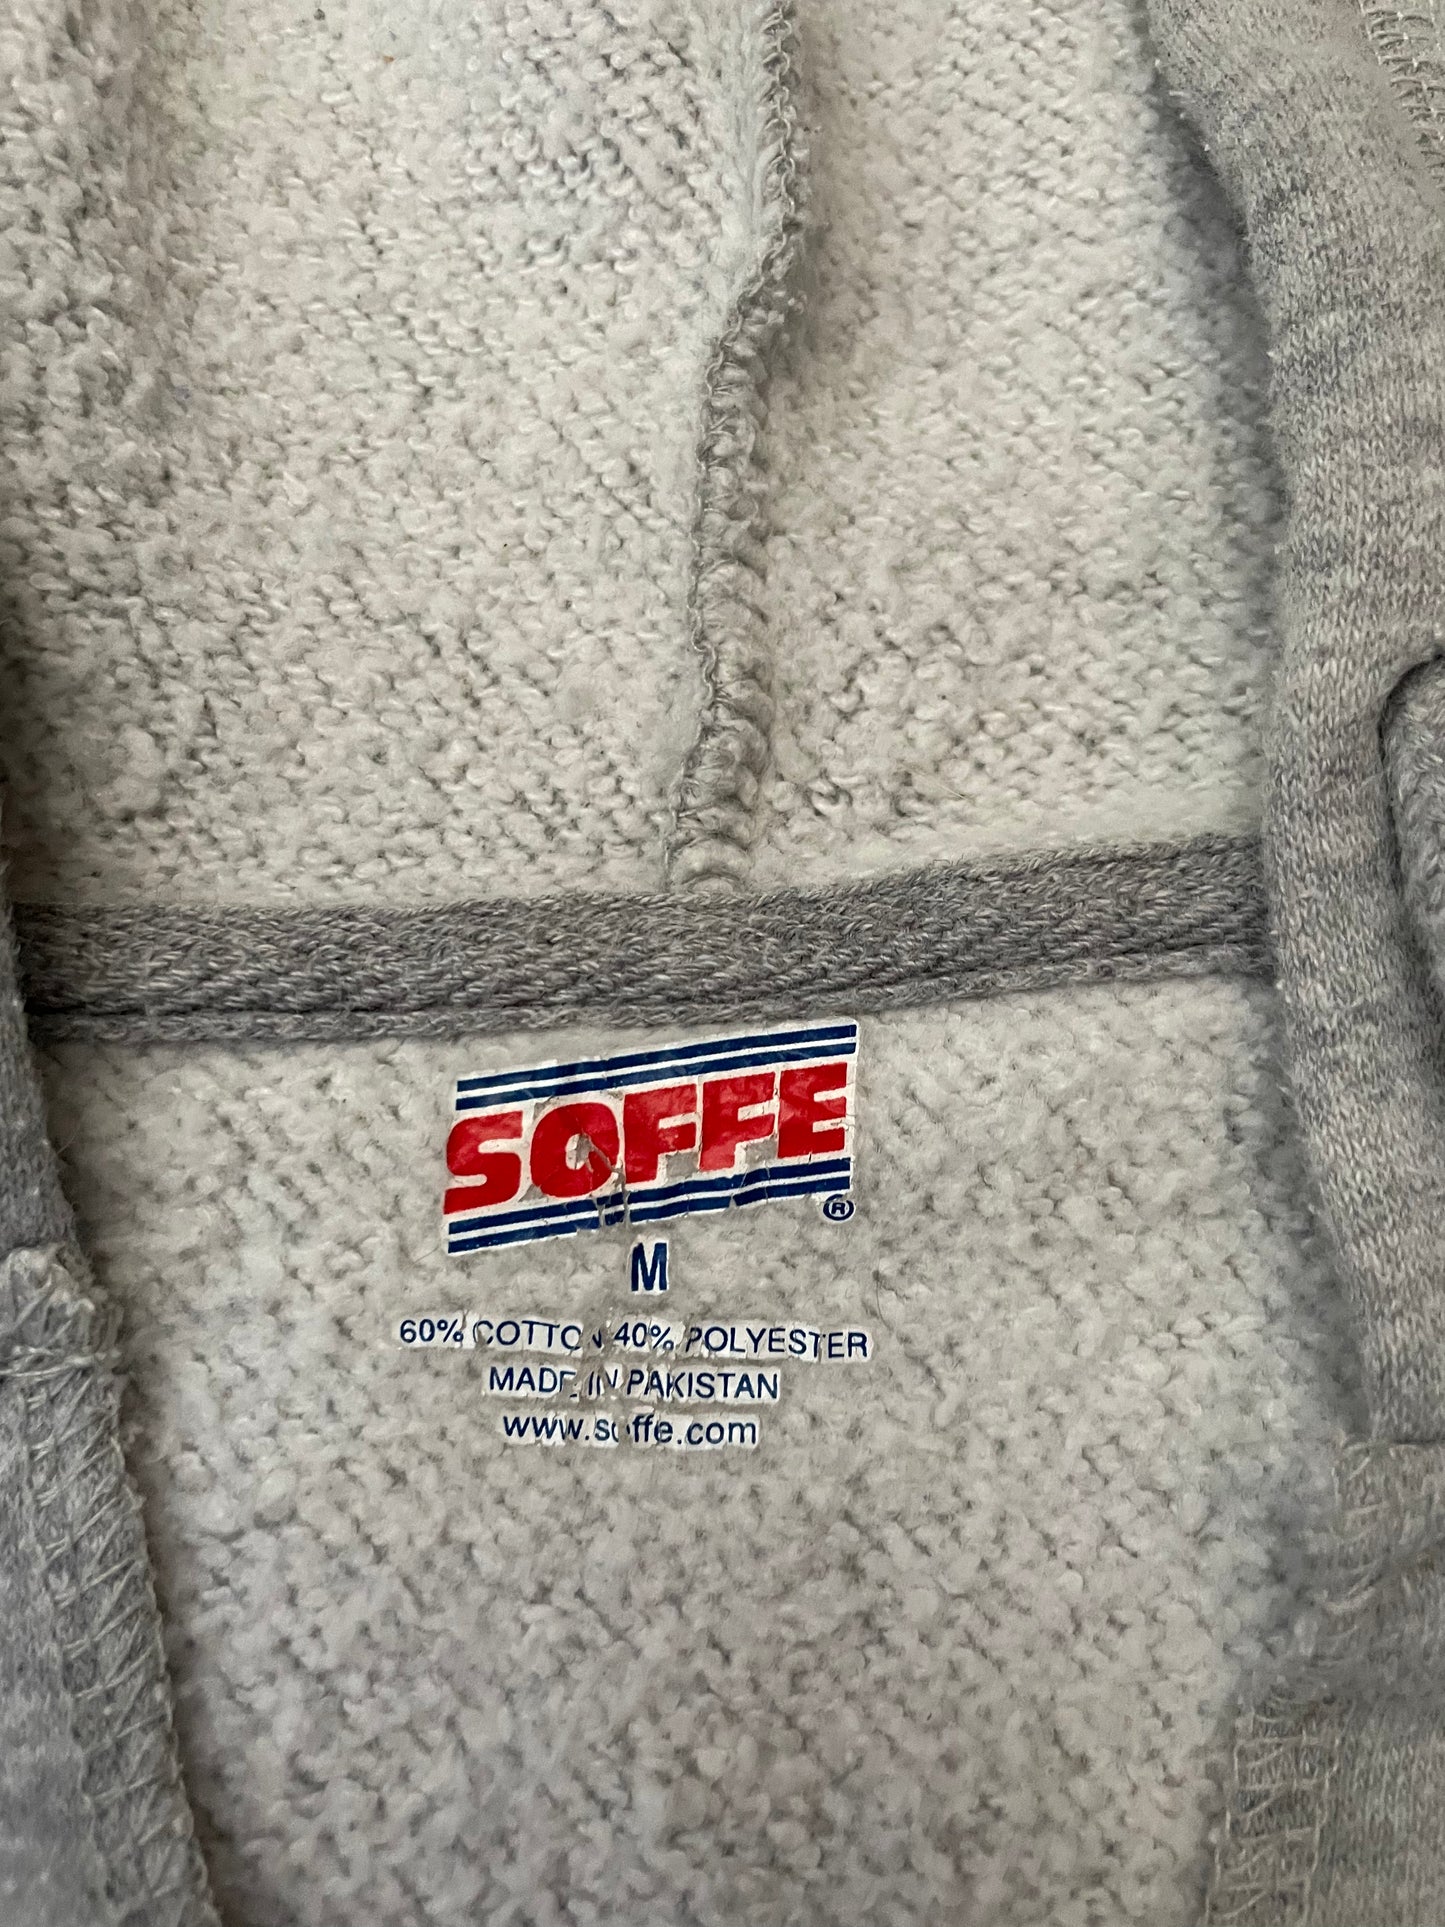 SOFFE
®
M
60% COTTON 40% POLYESTER
MADE IN PAKISTAN
www.soffe.com